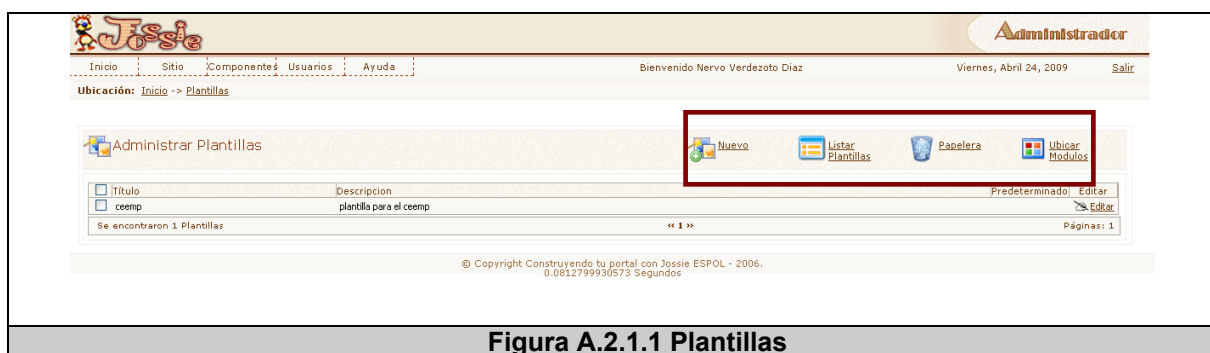 Jossie
Administrador
Inicio Sitio Componentes Usuarios Ayuda Bienvenido Nervo Verdezoto Diaz Viernes, Abril 24, 2009 Salir
Ubicación: Inicio -> Plantillas
Administrar Plantillas
Nuevo
Listar
Plantillas
Papelera
Ubicar
Modulos
Título Descripcion Predeterminado Editar
ceemp plantilla para el ceemp Editar
Se encontraron 1 Plantillas « 1 » Páginas: 1
© Copyright Construyendo tu portal con Jossie ESPOL - 2006.
0.0812799930573 Segundos
Figura A.2.1.1 Plantillas